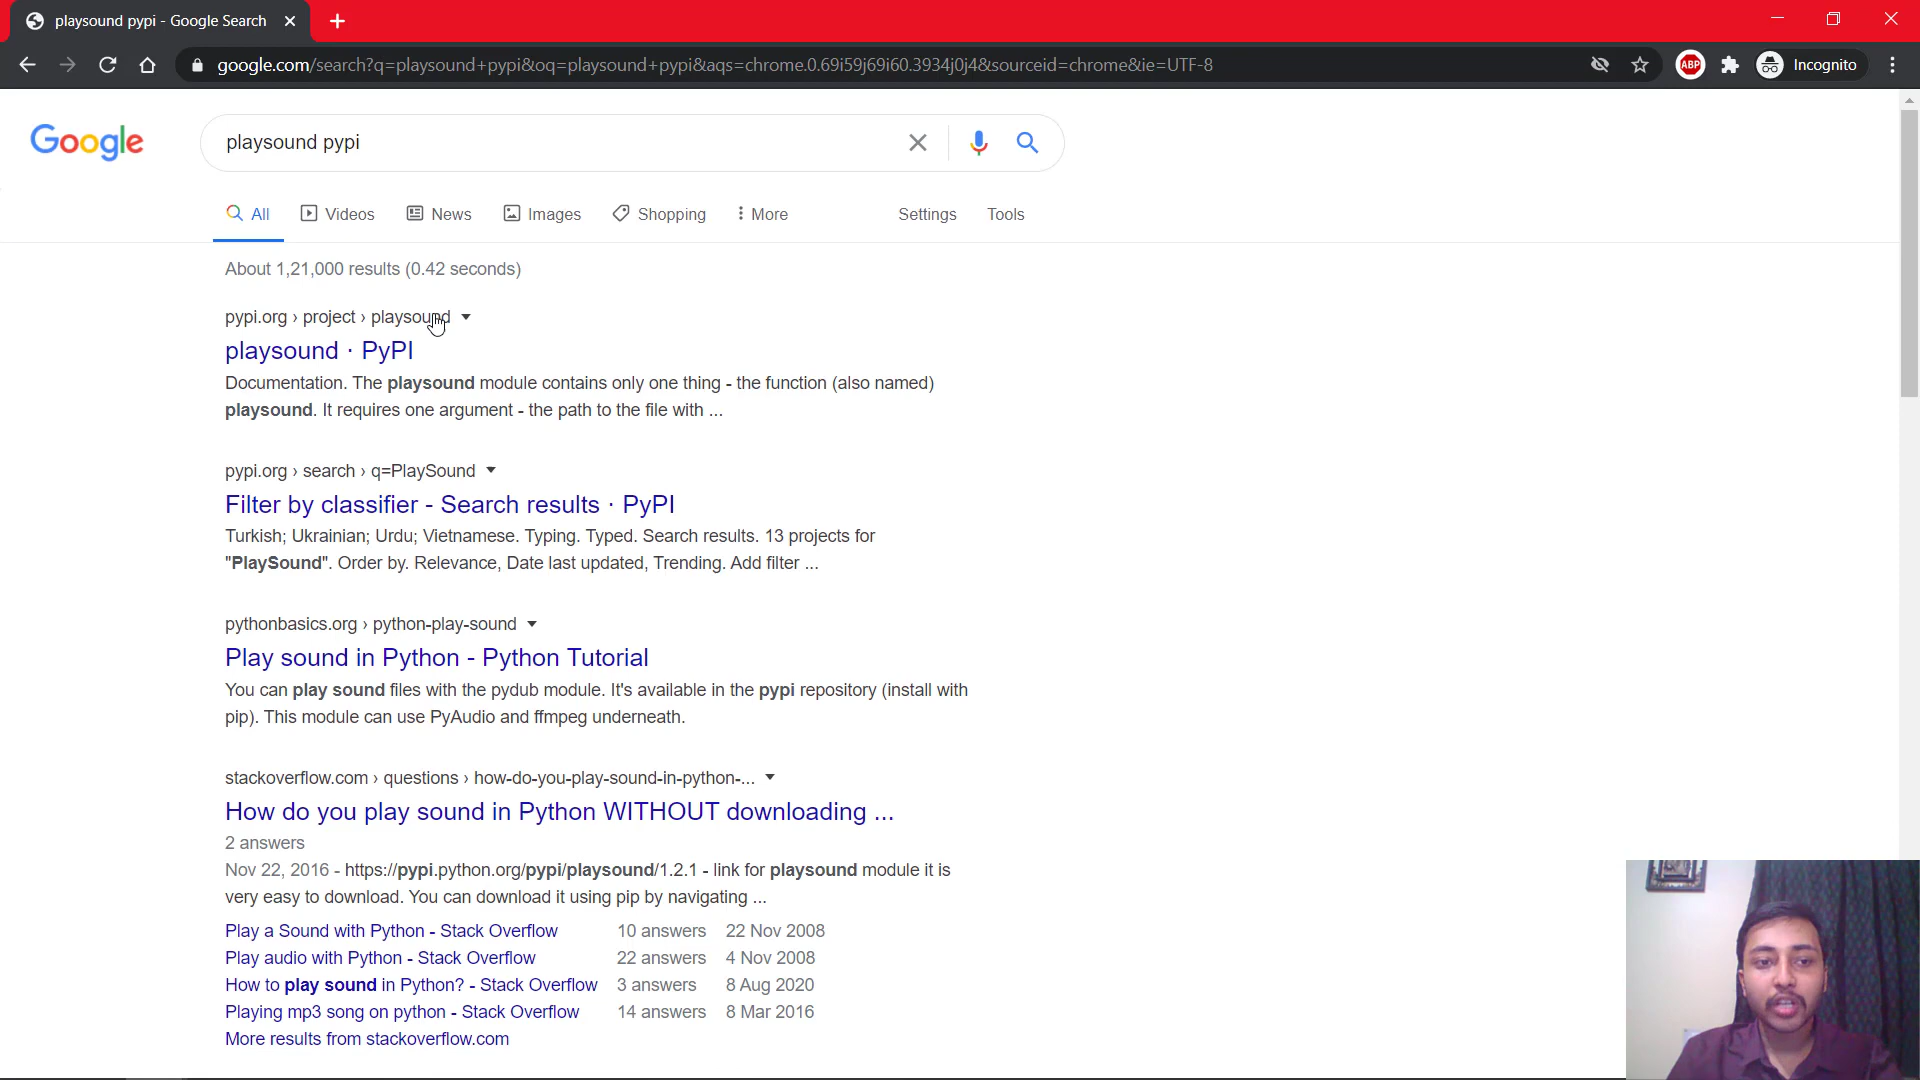 playsound pypi - Google Search
google.com/search?q=playsound+pypi&oq=playsound+pypi&aqs=chrome.0.69i59j69i60.3934j0j4&sourceid=chrome&ie=UTF-8
ABP
Incognito
Google
playsound pypi
All
Videos
News
Images
Shopping
More
Settings
Tools
About 1,21,000 results (0.42 seconds)
pypi.org › project › playsound
playsound · PyPI
Documentation. The playsound module contains only one thing - the function (also named)
playsound. It requires one argument - the path to the file with ...
pypi.org › search › q=PlaySound
Filter by classifier - Search results · PyPI
Turkish; Ukrainian; Urdu; Vietnamese. Typing. Typed. Search results. 13 projects for
"PlaySound". Order by. Relevance, Date last updated, Trending. Add filter ...
pythonbasics.org › python-play-sound
Play sound in Python - Python Tutorial
You can play sound files with the pydub module. It's available in the pypi repository (install with
pip). This module can use PyAudio and ffmpeg underneath.
stackoverflow.com › questions › how-do-you-play-sound-in-python-...
How do you play sound in Python WITHOUT downloading ...
2 answers
Nov 22, 2016 - https://pypi.python.org/pypi/playsound/1.2.1 - link for playsound module it is
very easy to download. You can download it using pip by navigating ...
Play a Sound with Python - Stack Overflow 10 answers 22 Nov 2008
Play audio with Python - Stack Overflow 22 answers 4 Nov 2008
How to play sound in Python? - Stack Overflow 3 answers 8 Aug 2020
Playing mp3 song on python - Stack Overflow 14 answers 8 Mar 2016
More results from stackoverflow.com